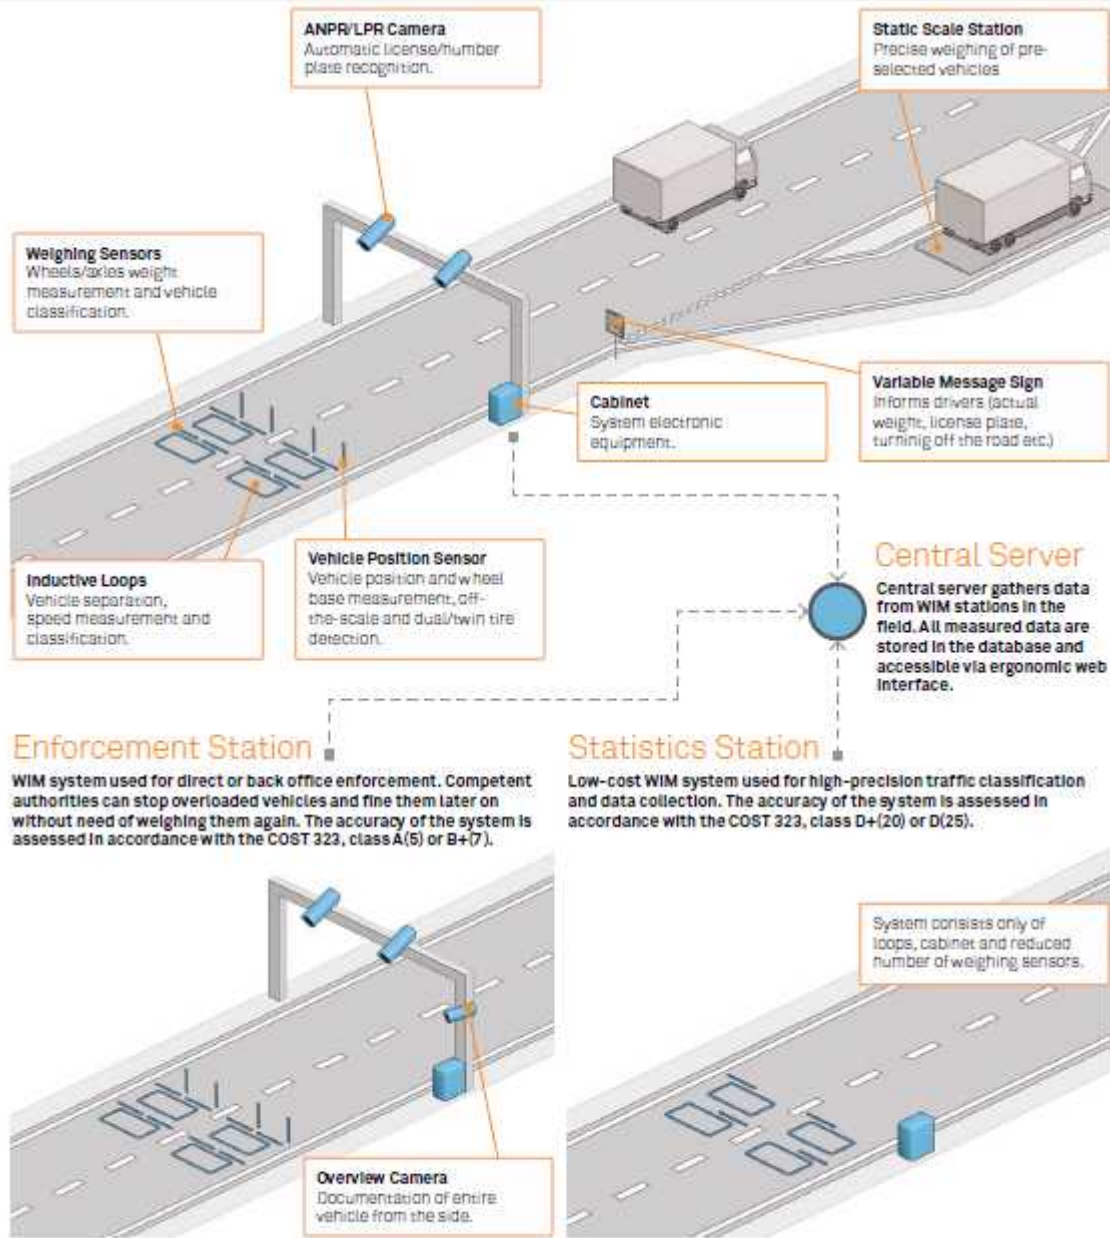 ANPR/LPR Camera
Automatic license/number
plate recognition.
Static Scale Station
Precise weighing of pre-
selected vehicles
Weighing Sensors
Wheels/axles weight
measurement and vehicle
classification.
Cabinet
System electronic
equipment.
Variable Message Sign
Informs drivers (actual
weight, license plate,
turninig off the road etc.)
Inductive Loops
Vehicle separation,
speed measurement and
classification.
Vehicle Position Sensor
Vehicle position and wheel
base measurement, off-
the-scale and dual/twin tire
detection.
Central Server
Central server gathers data
from WIM stations in the
field. All measured data are
stored in the database and
accessible via ergonomic web
interface.
Enforcement Station
WIM system used for direct or back office enforcement. Competent
authorities can stop overloaded vehicles and fine them later on
without need of weighing them again. The accuracy of the system is
assessed in accordance with the COST 323, class A(5) or B+(7).
Statistics Station
Low-cost WIM system used for high-precision traffic classification
and data collection. The accuracy of the system is assessed in
accordance with the COST 323, class D+(20) or D(25).
System consists only of
loops, cabinet and reduced
number of weighing sensors.
Overview Camera
Documentation of entire
vehicle from the side.